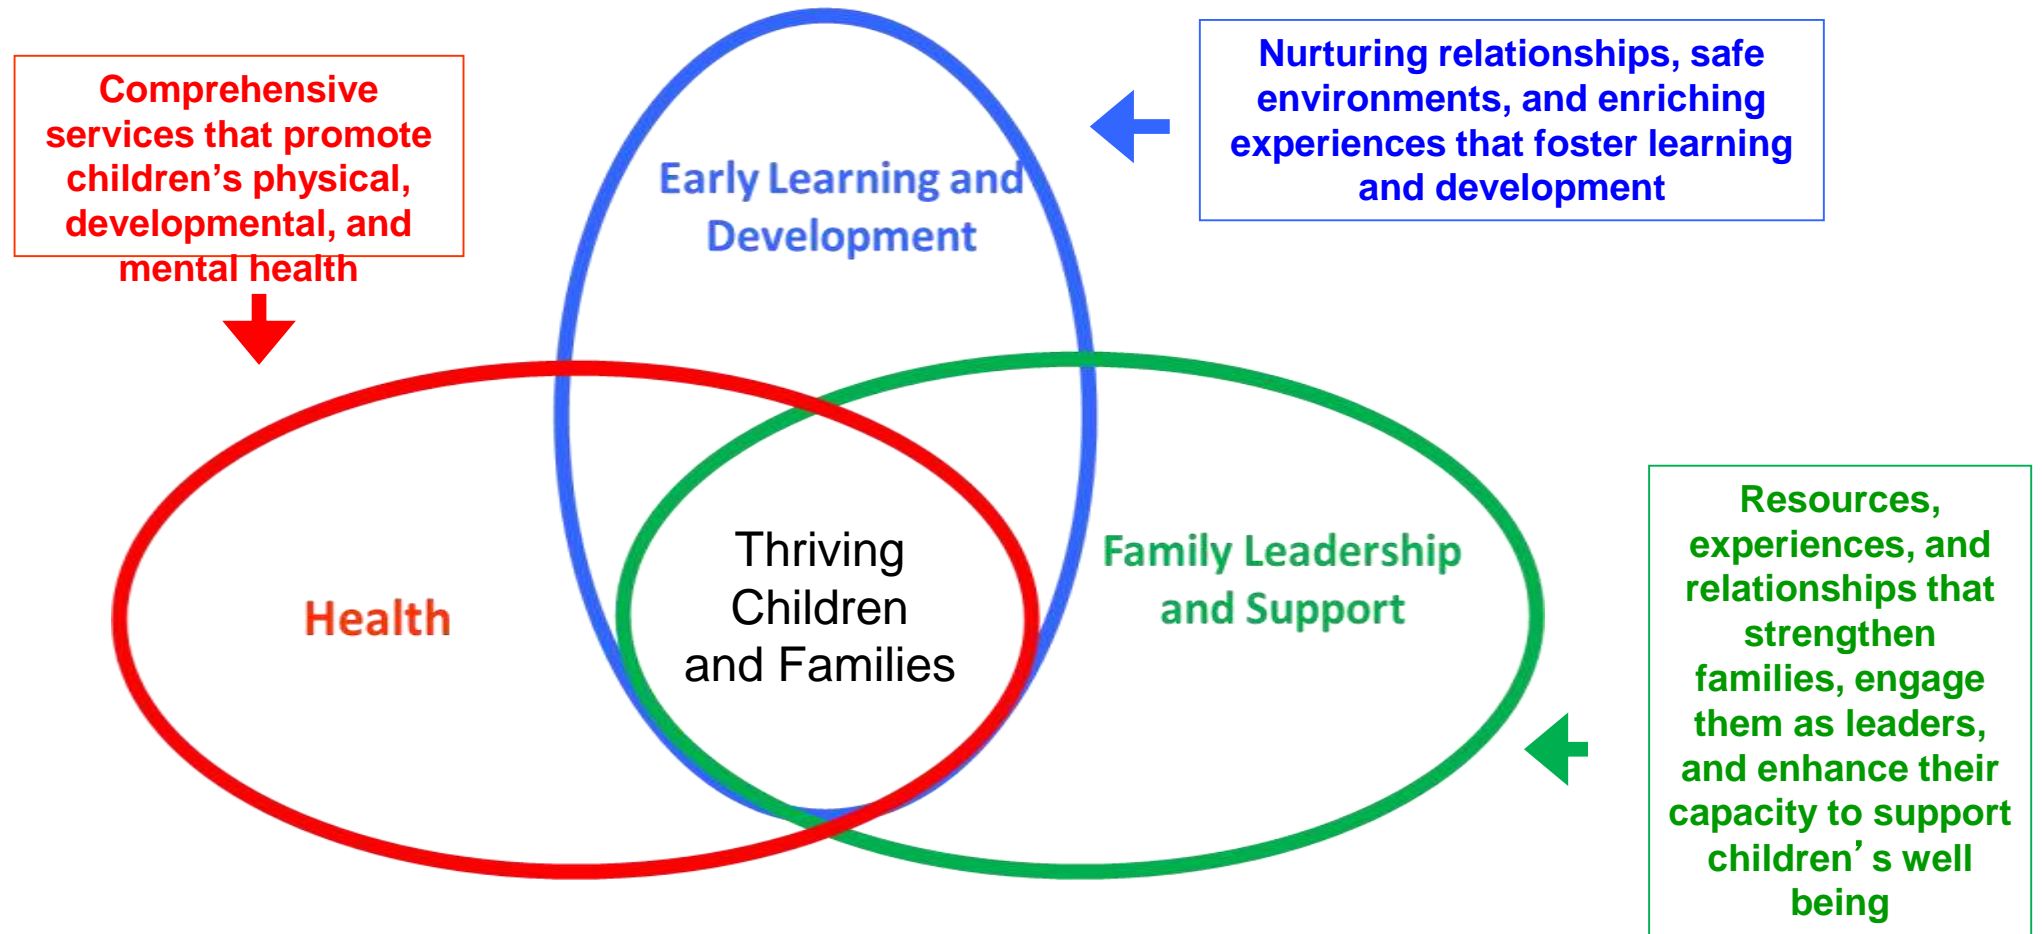 Comprehensive
services that promote
children’s physical,
developmental, and
mental health
Nurturing relationships, safe
environments, and enriching
experiences that foster learning
and development
Early Learning and
Development
Health
Thriving
Children
and Families
Family Leadership
and Support
Resources,
experiences, and
relationships that
strengthen
families, engage
them as leaders,
and enhance their
capacity to support
children’ s well
being